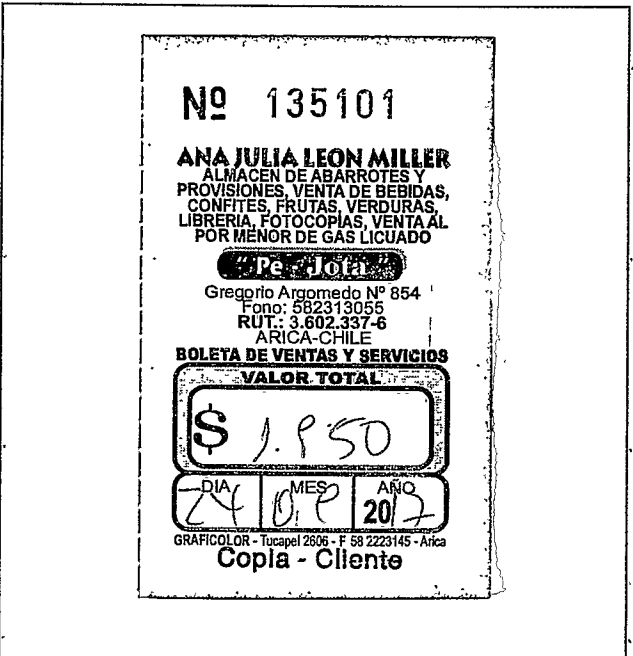 Nº 135101
ANA JULIA LEON MILLER
ALMACEN DE ABARROTES Y
PROVISIONES, VENTA DE BEBIDAS,
CONFITES, FRUTAS, VERDURAS,
LIBRERIA, FOTOCOPIAS, VENTA AL
POR MENOR DE GAS LICUADO
"Pe - Jota"
Gregorio Argomedo Nº 854
Fono: 582313055
RUT.: 3.602.337-6
ARICA-CHILE
BOLETA DE VENTAS Y SERVICIOS
VALOR TOTAL
$
DIA MES AÑO
24 2017
GRAFICOLOR - Tucapel 2606 - F 58 2223145 - Arica
Copia - Cliente